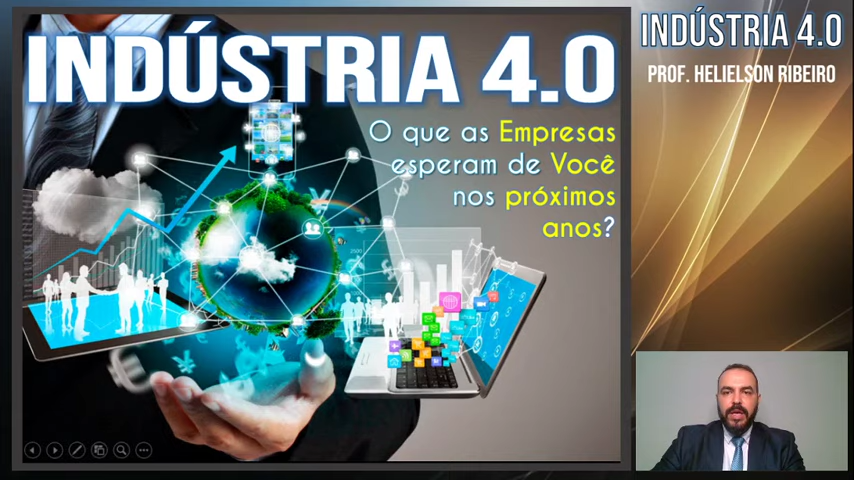 INDÚSTRIA 4.0
O que as Empresas
esperam de Você
nos próximos
anos?
INDÚSTRIA 4.0
PROF. HELIELSON RIBEIRO